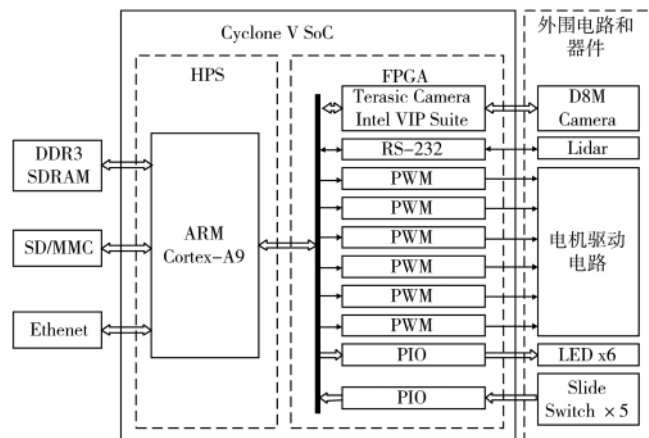 Cyclone V SoC
外围电路和
器件
HPS
FPGA
Terasic Camera
Intel VIP Suite
D8M
Camera
RS-232
Lidar
DDR3
SDRAM
PWM
PWM
PWM
PWM
PWM
PWM
电机驱动
电路
ARM
Cortex-A9
SD/MMC
Ethenet
PIO
LED x6
PIO
Slide
Switch ×5